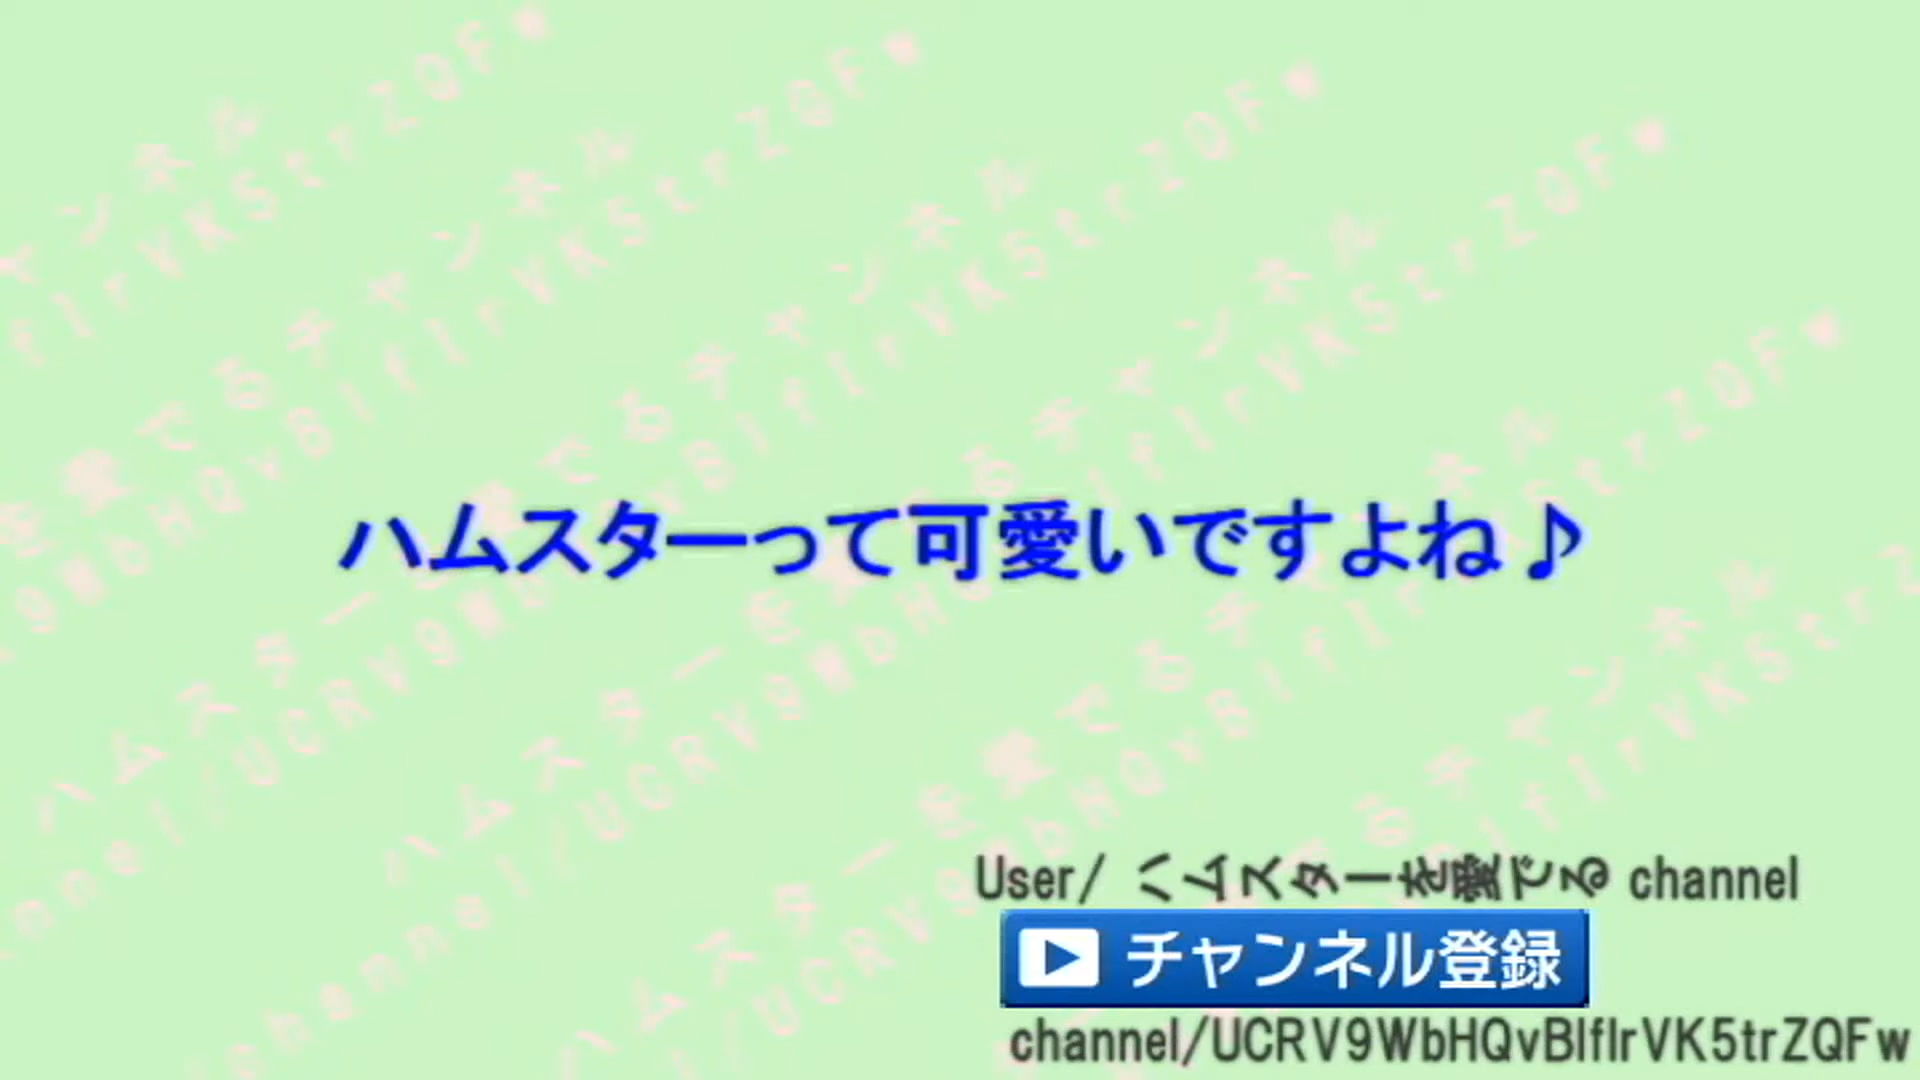 ハムスターって可愛いですよね♪
User/ ハムスターを愛でる channel
チャンネル登録
channel/UCRV9WbHQvBIfIrVK5trZQFw